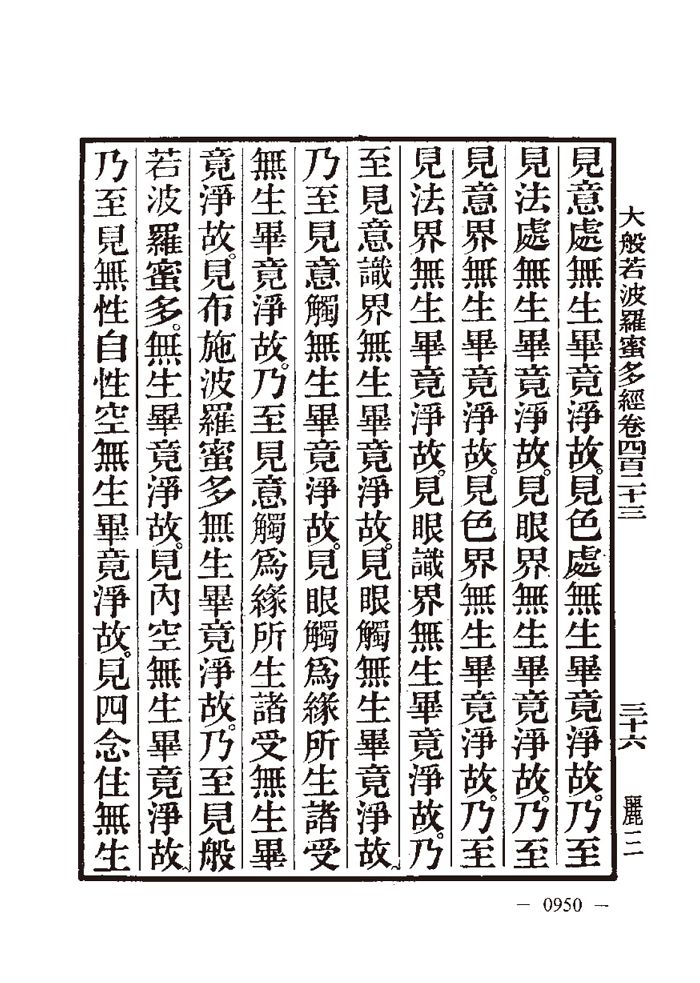 大般若波羅蜜多經卷四百二十三
三十六
麗三
見意處無生畢竟淨故。見色處無生畢竟淨故。乃至
見法處無生畢竟淨故。見眼界無生畢竟淨故。乃至
見意界無生畢竟淨故。見色界無生畢竟淨故。乃至
見法界無生畢竟淨故。見眼識界無生畢竟淨故。乃
至見意識界無生畢竟淨故。見眼觸無生畢竟淨故。
乃至見意觸無生畢竟淨故。見眼觸爲緣所生諸受
無生畢竟淨故。乃至見意觸爲緣所生諸受無生畢
竟淨故。見布施波羅蜜多無生畢竟淨故。乃至見般
若波羅蜜多。無生畢竟淨故。見內空無生畢竟淨故
乃至見無性自性空無生畢竟淨故。見四念住無生
— 0950 —